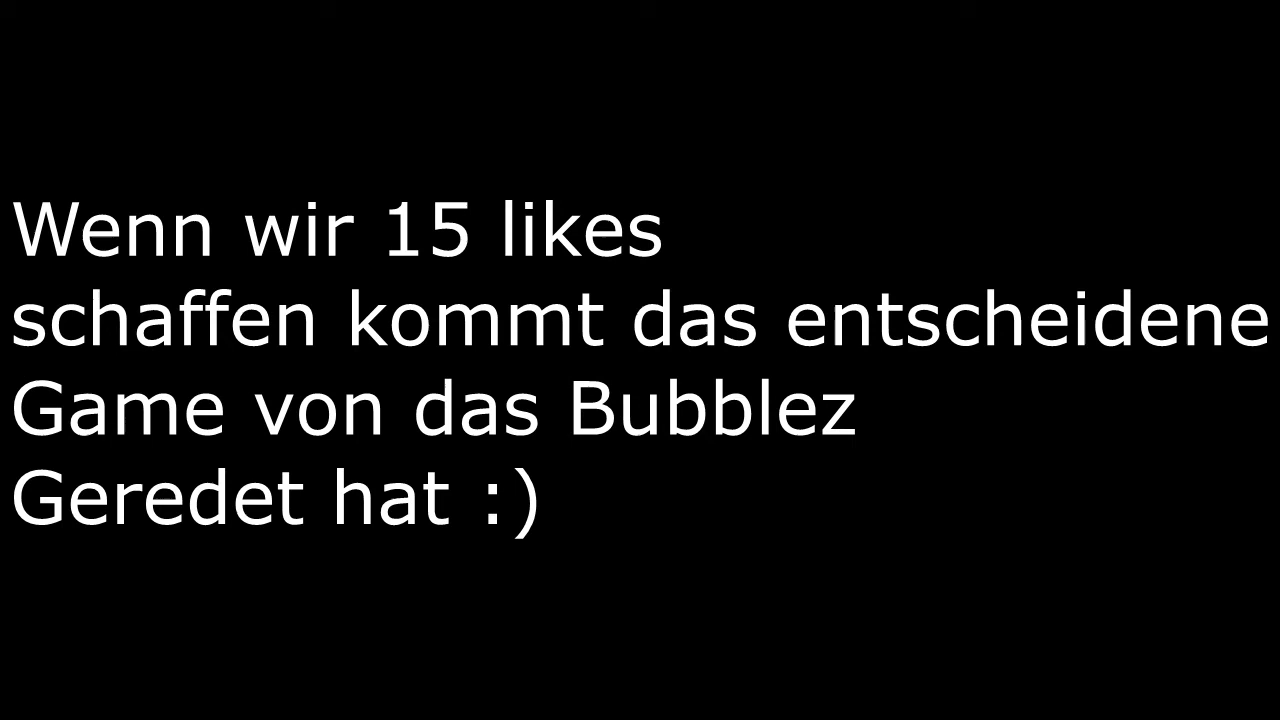 Wenn wir 15 likes
schaffen kommt das entscheidene
Game von das Bubblez
Geredet hat :)